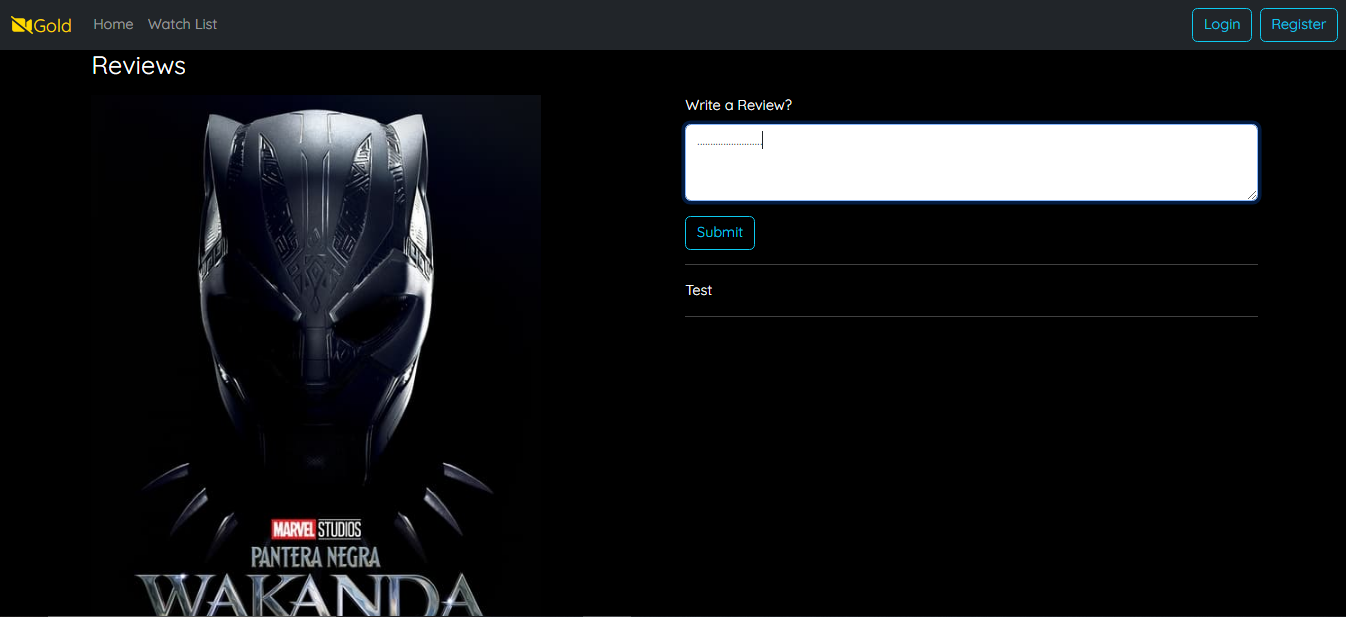 Gold Home Watch List Login Register
Reviews
Write a Review?
........................
Submit
Test
MARVEL STUDIOS
PANTERA NEGRA
WAKANDA